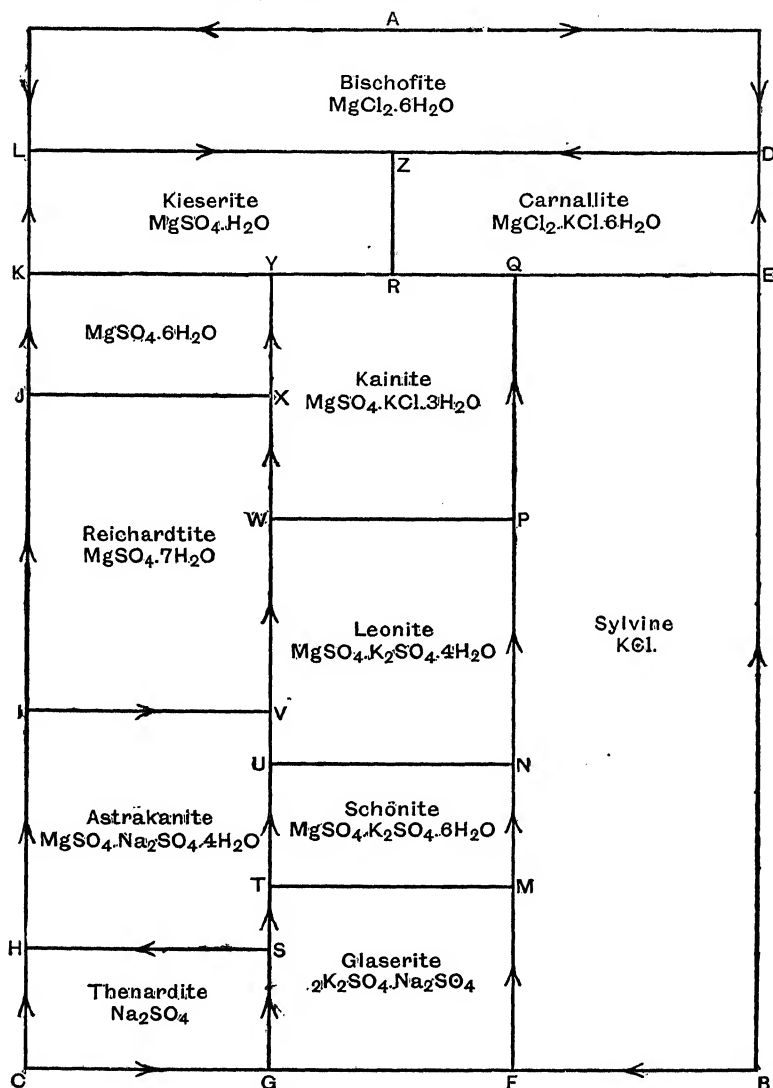 A
Bischofite
MgCl2.6H2O
L
Z
D
Kieserite
MgSO4.H2O
Carnallite
MgCl2.KCl.6H2O
K
Y
R
Q
E
MgSO4.6H2O
Kainite
MgSO4.KCl.3H2O
J
X
W
P
Reichardtite
MgSO4.7H2O
Leonite
MgSO4.K2SO4.4H2O
Sylvine
KCl.
I
V
U
N
Astrakanite
MgSO4.Na2SO4.4H2O
Schönite
MgSO4.K2SO4.6H2O
T
M
H
S
Glaserite
2K2SO4.Na2SO4
Thenardite
Na2SO4
C
G
F
B